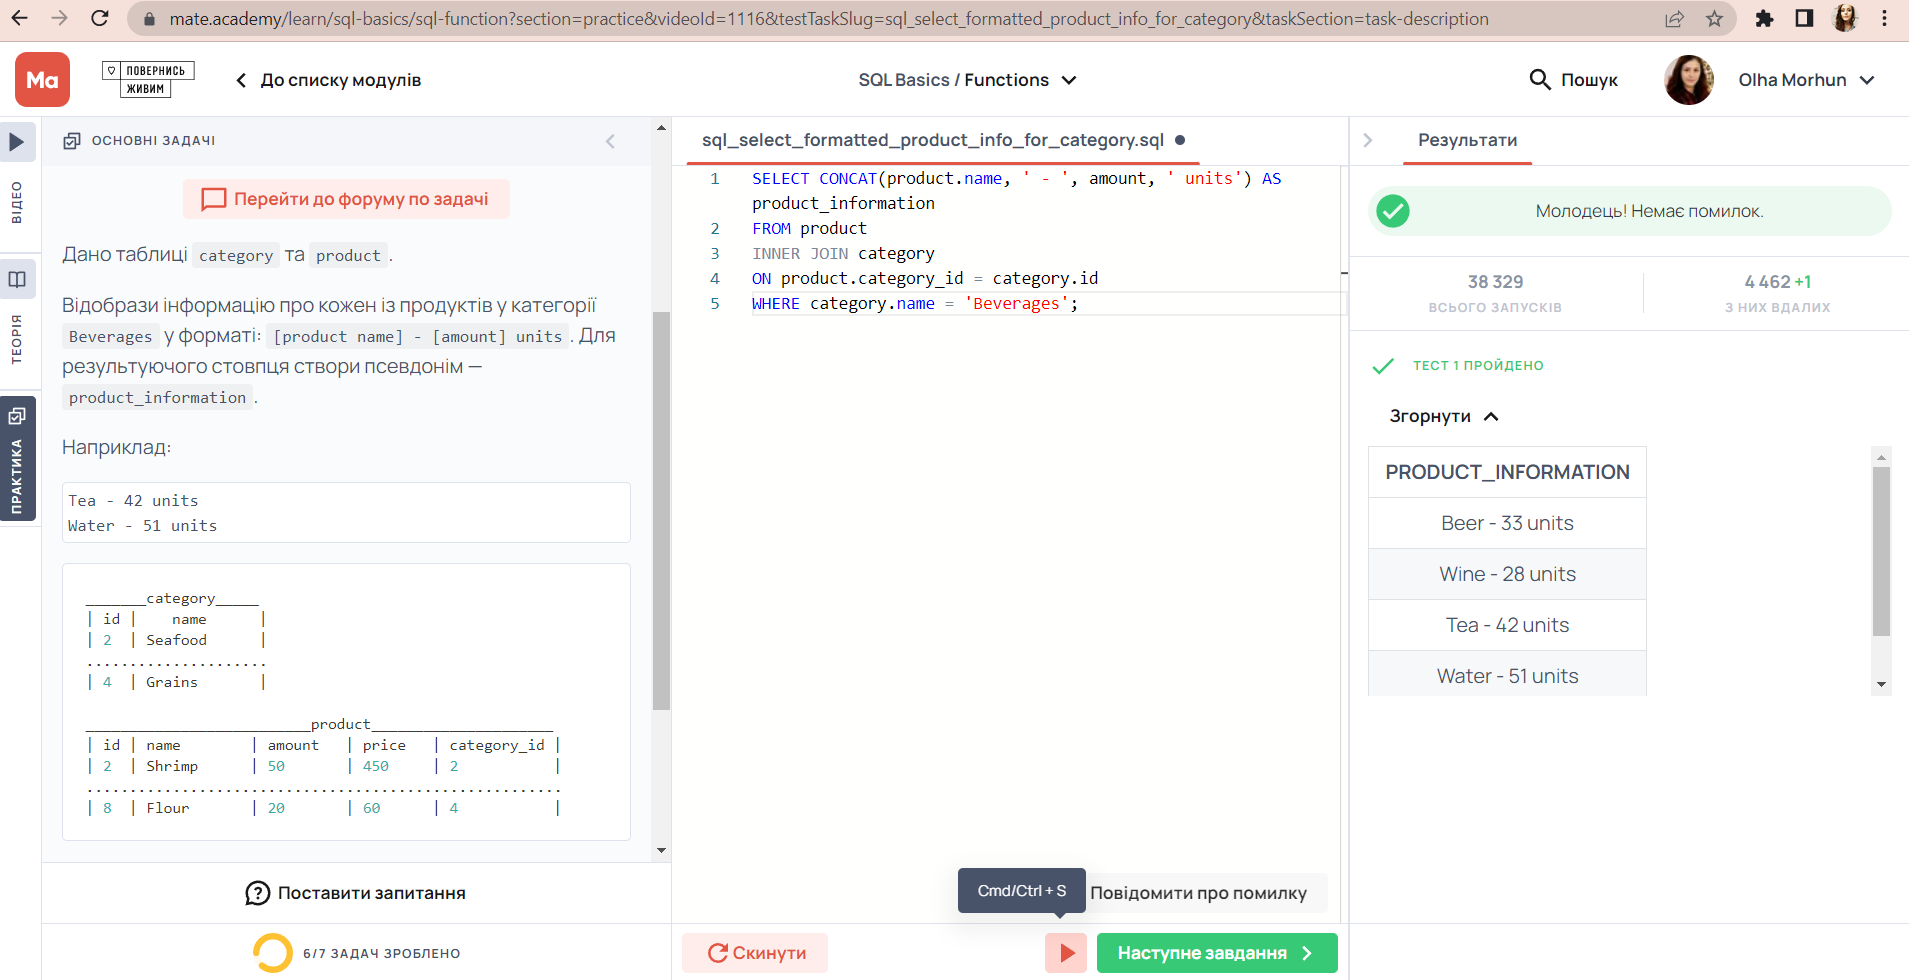 mate.academy/learn/sql-basics/sql-function?section=practice&videoId=1116&testTaskSlug=sql_select_formatted_product_info_for_category&taskSection=task-description
Ma
ПОВЕРНИСЬ
ЖИВИМ
До списку модулів
SQL Basics / Functions
Пошук
Olha Morhun
ВІДЕО
ТЕОРІЯ
ПРАКТИКА
ОСНОВНІ ЗАДАЧІ
Перейти до форуму по задачі
Дано таблиці category та product.
Відобрази інформацію про кожен із продуктів у категорії
Beverages у форматі: [product name] - [amount] units. Для
результуючого стовпця створи псевдонім —
product_information.
Наприклад:
Tea - 42 units
Water - 51 units
_______category_____
| id |    name      |
| 2  | Seafood      |
.....................
| 4  | Grains       |
__________________________product_____________________
| id | name        | amount   | price   | category_id |
| 2  | Shrimp      | 50       | 450     | 2           |
.......................................................
| 8  | Flour       | 20       | 60      | 4           |
Поставити запитання
6/7 ЗАДАЧ ЗРОБЛЕНО
sql_select_formatted_product_info_for_category.sql
1 SELECT CONCAT(product.name, ' - ', amount, ' units') AS
product_information
2 FROM product
3 INNER JOIN category
4 ON product.category_id = category.id
5 WHERE category.name = 'Beverages';
Cmd/Ctrl + S
Повідомити про помилку
Скинути
Наступне завдання
Результати
Молодець! Немає помилок.
38 329
ВСЬОГО ЗАПУСКІВ
4 462 +1
З НИХ ВДАЛИХ
ТЕСТ 1 ПРОЙДЕНО
Згорнути
PRODUCT_INFORMATION
Beer - 33 units
Wine - 28 units
Tea - 42 units
Water - 51 units